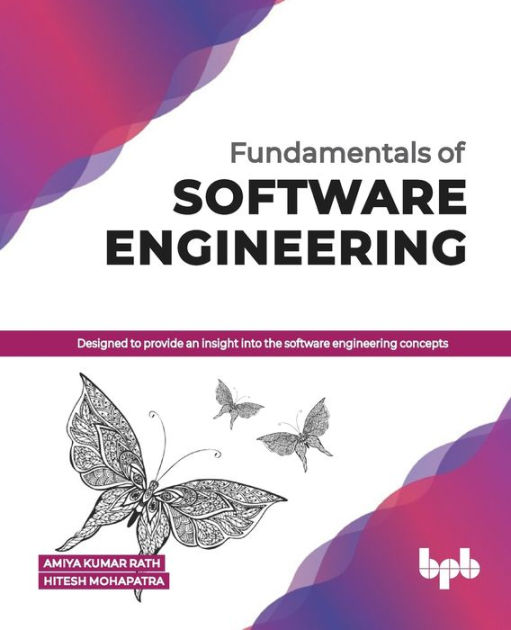 Fundamentals of
SOFTWARE
ENGINEERING
Designed to provide an insight into the software engineering concepts
AMIYA KUMAR RATH
HITESH MOHAPATRA
bpb